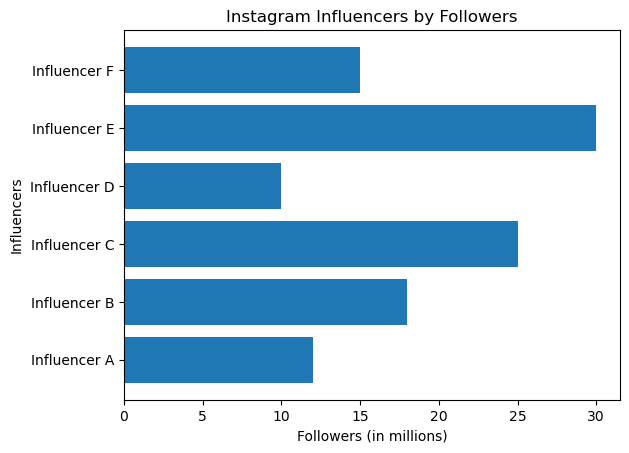 Instagram Influencers by Followers
Influencers
Influencer F
Influencer E
Influencer D
Influencer C
Influencer B
Influencer A
0 5 10 15 20 25 30
Followers (in millions)